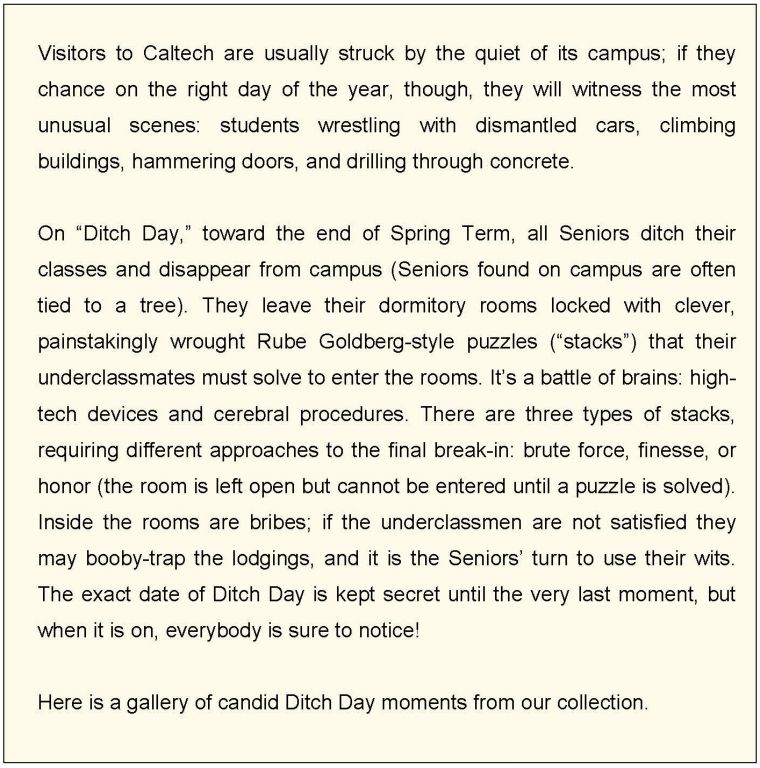 Visitors to Caltech are usually struck by the quiet of its campus; if they
chance on the right day of the year, though, they will witness the most
unusual scenes: students wrestling with dismantled cars, climbing
buildings, hammering doors, and drilling through concrete.
On “Ditch Day,” toward the end of Spring Term, all Seniors ditch their
classes and disappear from campus (Seniors found on campus are often
tied to a tree). They leave their dormitory rooms locked with clever,
painstakingly wrought Rube Goldberg-style puzzles (“stacks”) that their
underclassmates must solve to enter the rooms. It’s a battle of brains: high-
tech devices and cerebral procedures. There are three types of stacks,
requiring different approaches to the final break-in: brute force, finesse, or
honor (the room is left open but cannot be entered until a puzzle is solved).
Inside the rooms are bribes; if the underclassmen are not satisfied they
may booby-trap the lodgings, and it is the Seniors’ turn to use their wits.
The exact date of Ditch Day is kept secret until the very last moment, but
when it is on, everybody is sure to notice!
Here is a gallery of candid Ditch Day moments from our collection.